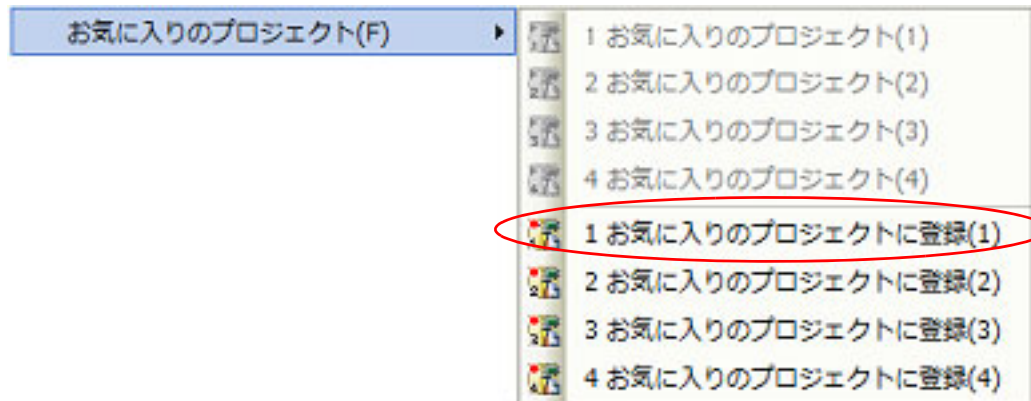 お気に入りのプロジェクト(F)
1 お気に入りのプロジェクト(1)
2 お気に入りのプロジェクト(2)
3 お気に入りのプロジェクト(3)
4 お気に入りのプロジェクト(4)
1 お気に入りのプロジェクトに登録(1)
2 お気に入りのプロジェクトに登録(2)
3 お気に入りのプロジェクトに登録(3)
4 お気に入りのプロジェクトに登録(4)